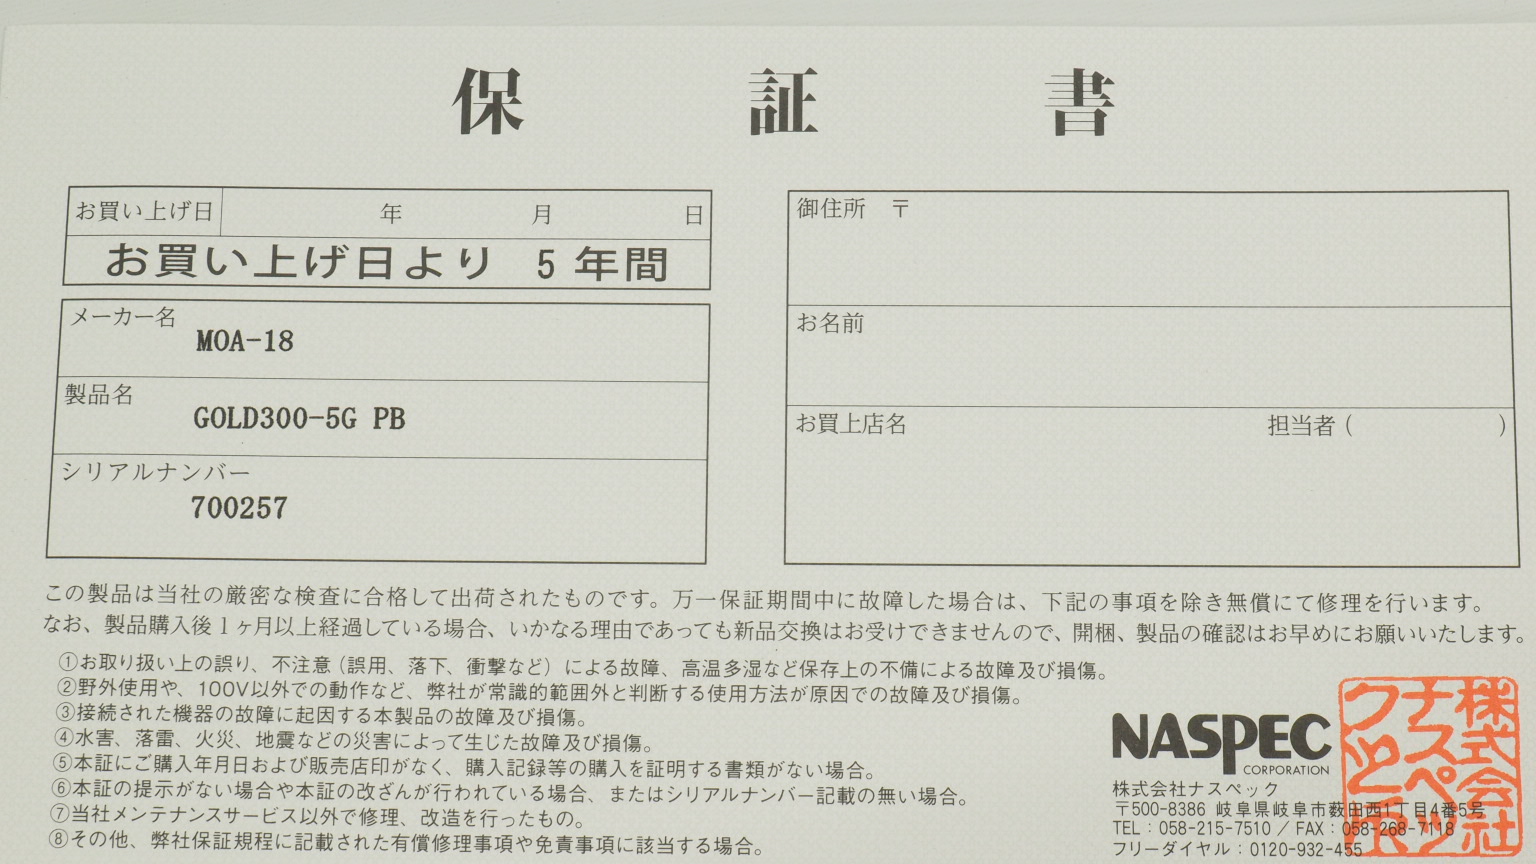 保証書
お買い上げ日 年 月 日
お買い上げ日より 5 年間
メーカー名
MOA-18
製品名
GOLD300-5G PB
シリアルナンバー
700257
御住所 〒
お名前
お買上店名 担当者 ( )
この製品は当社の厳密な検査に合格して出荷されたものです。万一保証期間中に故障した場合は、下記の事項を除き無償にて修理を行います。
なお、製品購入後1ヶ月以上経過している場合、いかなる理由であっても新品交換はお受けできませんので、開梱、製品の確認はお早めにお願いいたします。
①お取り扱い上の誤り、不注意(誤用、落下、衝撃など)による故障、高温多湿など保存上の不備による故障及び損傷。
②野外使用や、100V以外での動作など、弊社が常識的範囲外と判断する使用方法が原因での故障及び損傷。
③接続された機器の故障に起因する本製品の故障及び損傷。
④水害、落雷、火災、地震などの災害によって生じた故障及び損傷。
⑤本証にご購入年月日および販売店印がなく、購入記録等の購入を証明する書類がない場合。
⑥本証の提示がない場合や本証の改ざんが行われている場合、またはシリアルナンバー記載の無い場合。
⑦当社メンテナンスサービス以外で修理、改造を行ったもの。
⑧その他、弊社保証規程に記載された有償修理事項や免責事項に該当する場合。
NASPEC
CORPORATION
株式会社ナスペック
〒500-8386 岐阜県岐阜市薮田西1丁目4番5号
TEL:058-215-7510/FAX:058-268-7118
フリーダイヤル:0120-932-455
株式会社
ナスペッ
ク之印